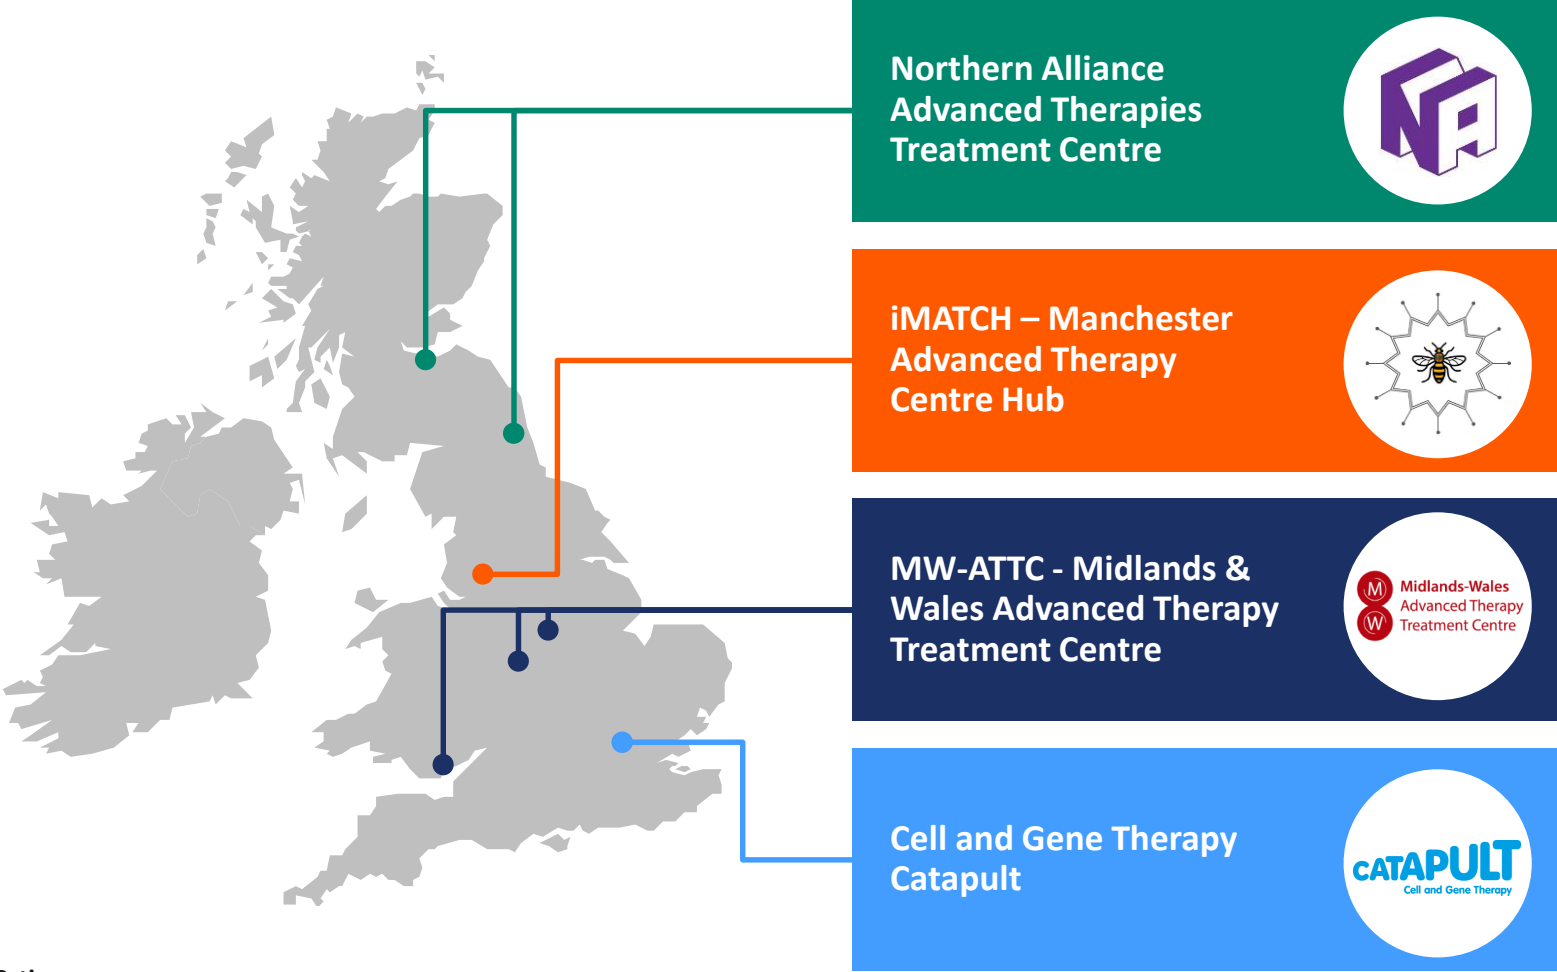 Northern Alliance
Advanced Therapies
Treatment Centre
NA
iMATCH – Manchester
Advanced Therapy
Centre Hub
MW-ATTC - Midlands &
Wales Advanced Therapy
Treatment Centre
M
W
Midlands-Wales
Advanced Therapy
Treatment Centre
Cell and Gene Therapy
Catapult
CATAPULT
Cell and Gene Therapy